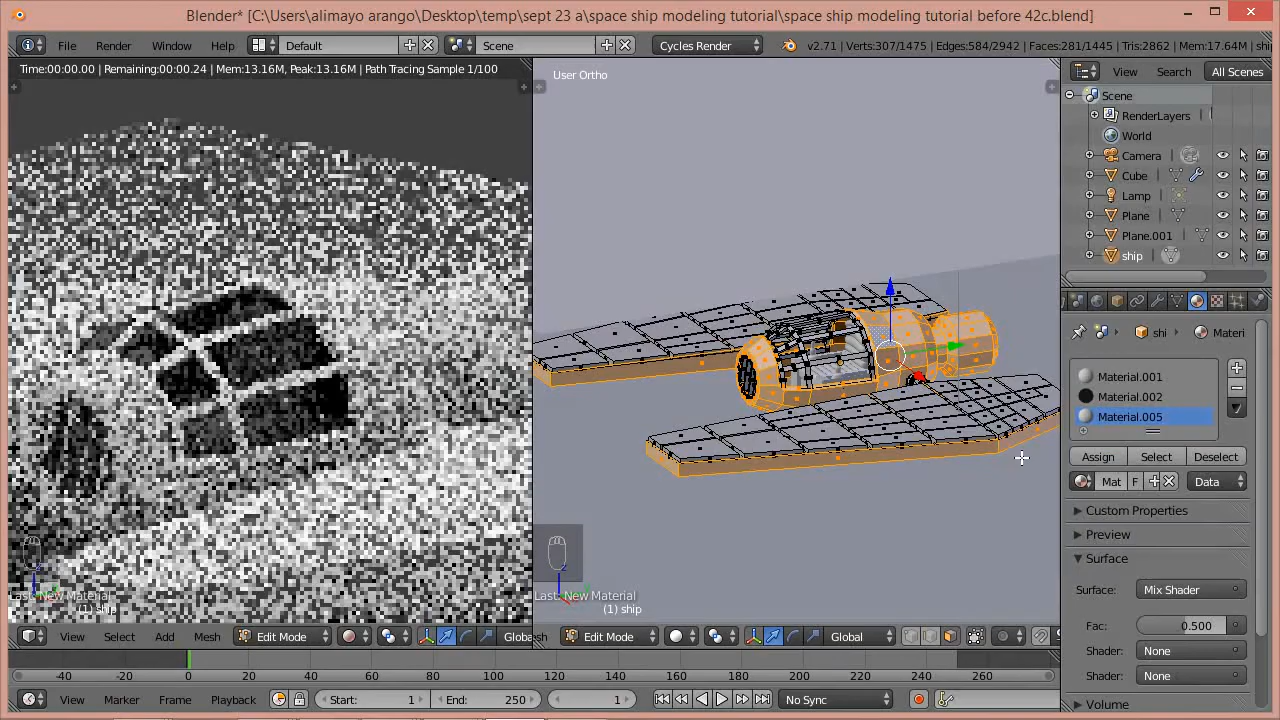 Blender* [C:\Users\alimayo arango\Desktop\temp\sept 23 a\space ship modeling tutorial\space ship modeling tutorial before 42c.blend]
File Render Window Help Default Scene Cycles Render v2.71 | Verts:307/1475 | Edges:584/2942 | Faces:281/1445 | Tris:2862 | Mem:17.64M | shi
Time:00:00.00 | Remaining:00:00.24 | Mem:13.16M, Peak:13.16M | Path Tracing Sample 1/100
User Ortho
View Search All Scenes
Scene
RenderLayers
World
Camera
Cube
Lamp
Plane
Plane.001
ship
shi Materi
Material.001
Material.002
Material.005
Assign Select Deselect
Mat F Data
Custom Properties
Preview
Surface
Surface: Mix Shader
Fac: 0.500
Shader: None
Shader: None
Volume
Last: New Material
(1) ship
Last: New Material
(1) ship
View Select Add Mesh Edit Mode Globa
sh Edit Mode Global
-40 -20 0 20 40 60 80 100 120 140 160 180 200 220 240 260
View Marker Frame Playback Start: 1 End: 250 1 No Sync